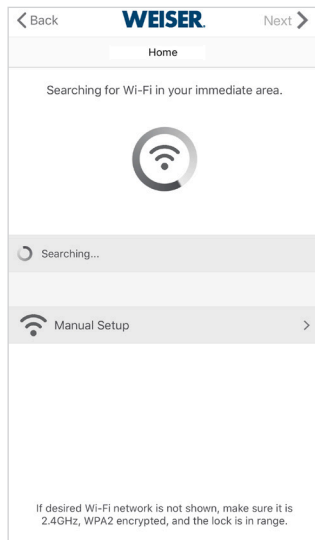 Back WEISER. Next
Home
Searching for Wi-Fi in your immediate area.
Searching...
Manual Setup
If desired Wi-Fi network is not shown, make sure it is
2.4GHz, WPA2 encrypted, and the lock is in range.